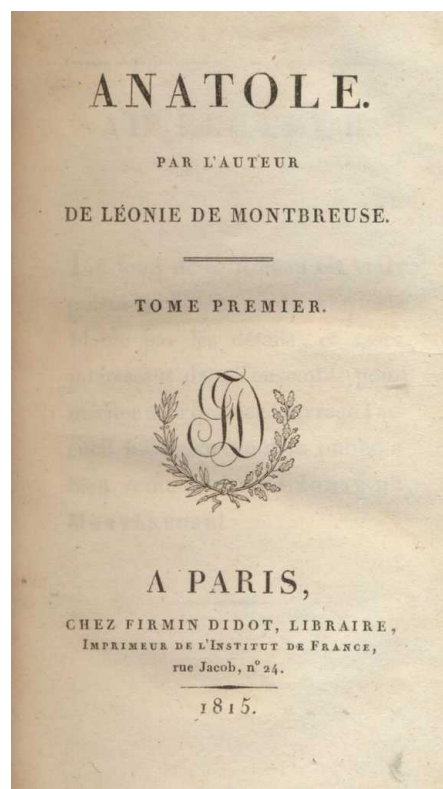 ANATOLE.
PAR L'AUTEUR
DE LÉONIE DE MONTBREUSE.
TOME PREMIER.
A PARIS,
CHEZ FIRMIN DIDOT, LIBRAIRE,
IMPRIMEUR DE L'INSTITUT DE FRANCE,
rue Jacob, n° 24.
1815.